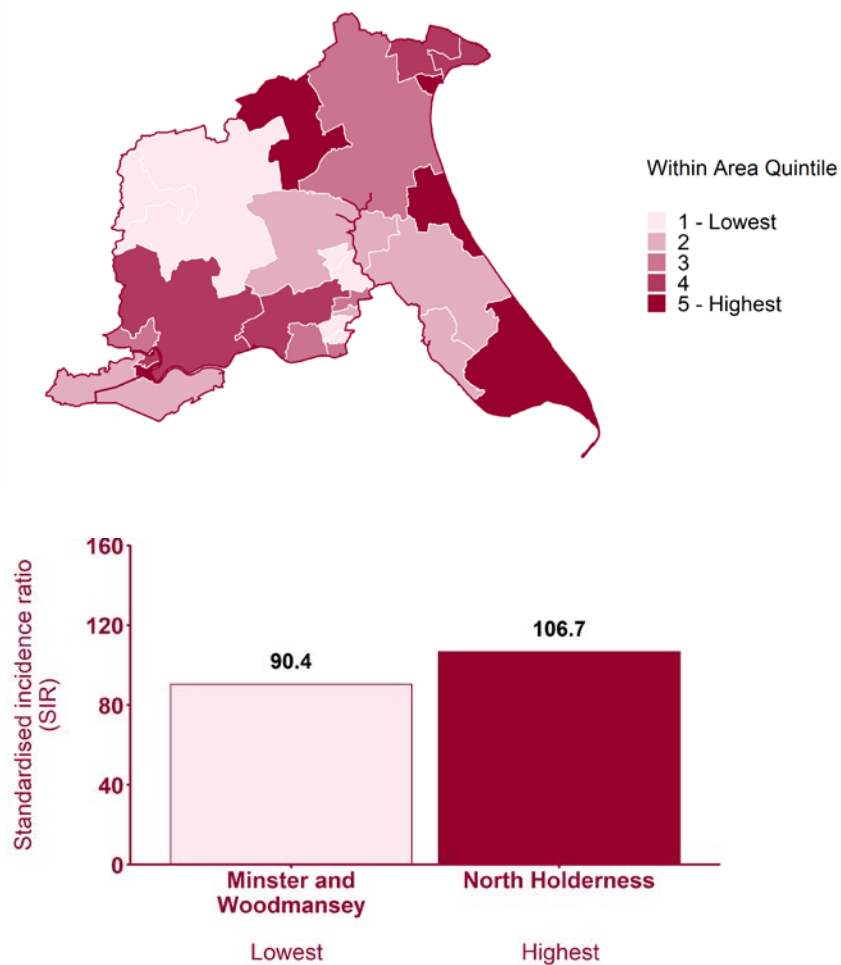 Within Area Quintile
1 - Lowest
2
3
4
5 - Highest
Standardised incidence ratio
(SIR)
160
120
80
40
0
90.4
106.7
Minster and
Woodmansey
North Holderness
Lowest
Highest